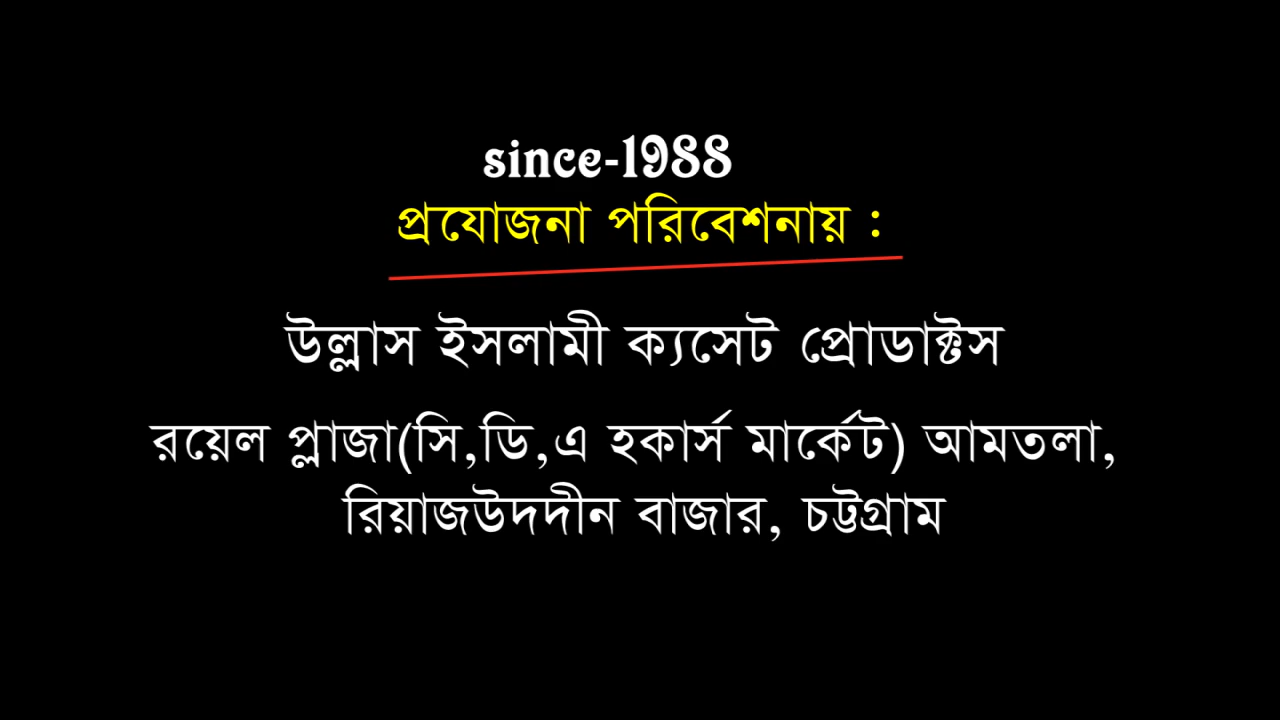 since-1988
প্রযোজনা পরিবেশনায় :
উল্লাস ইসলামী ক্যসেট প্রোডাক্টস
রয়েল প্লাজা(সি,ডি,এ হকার্স মার্কেট) আমতলা,
রিয়াজউদদীন বাজার, চট্টগ্রাম